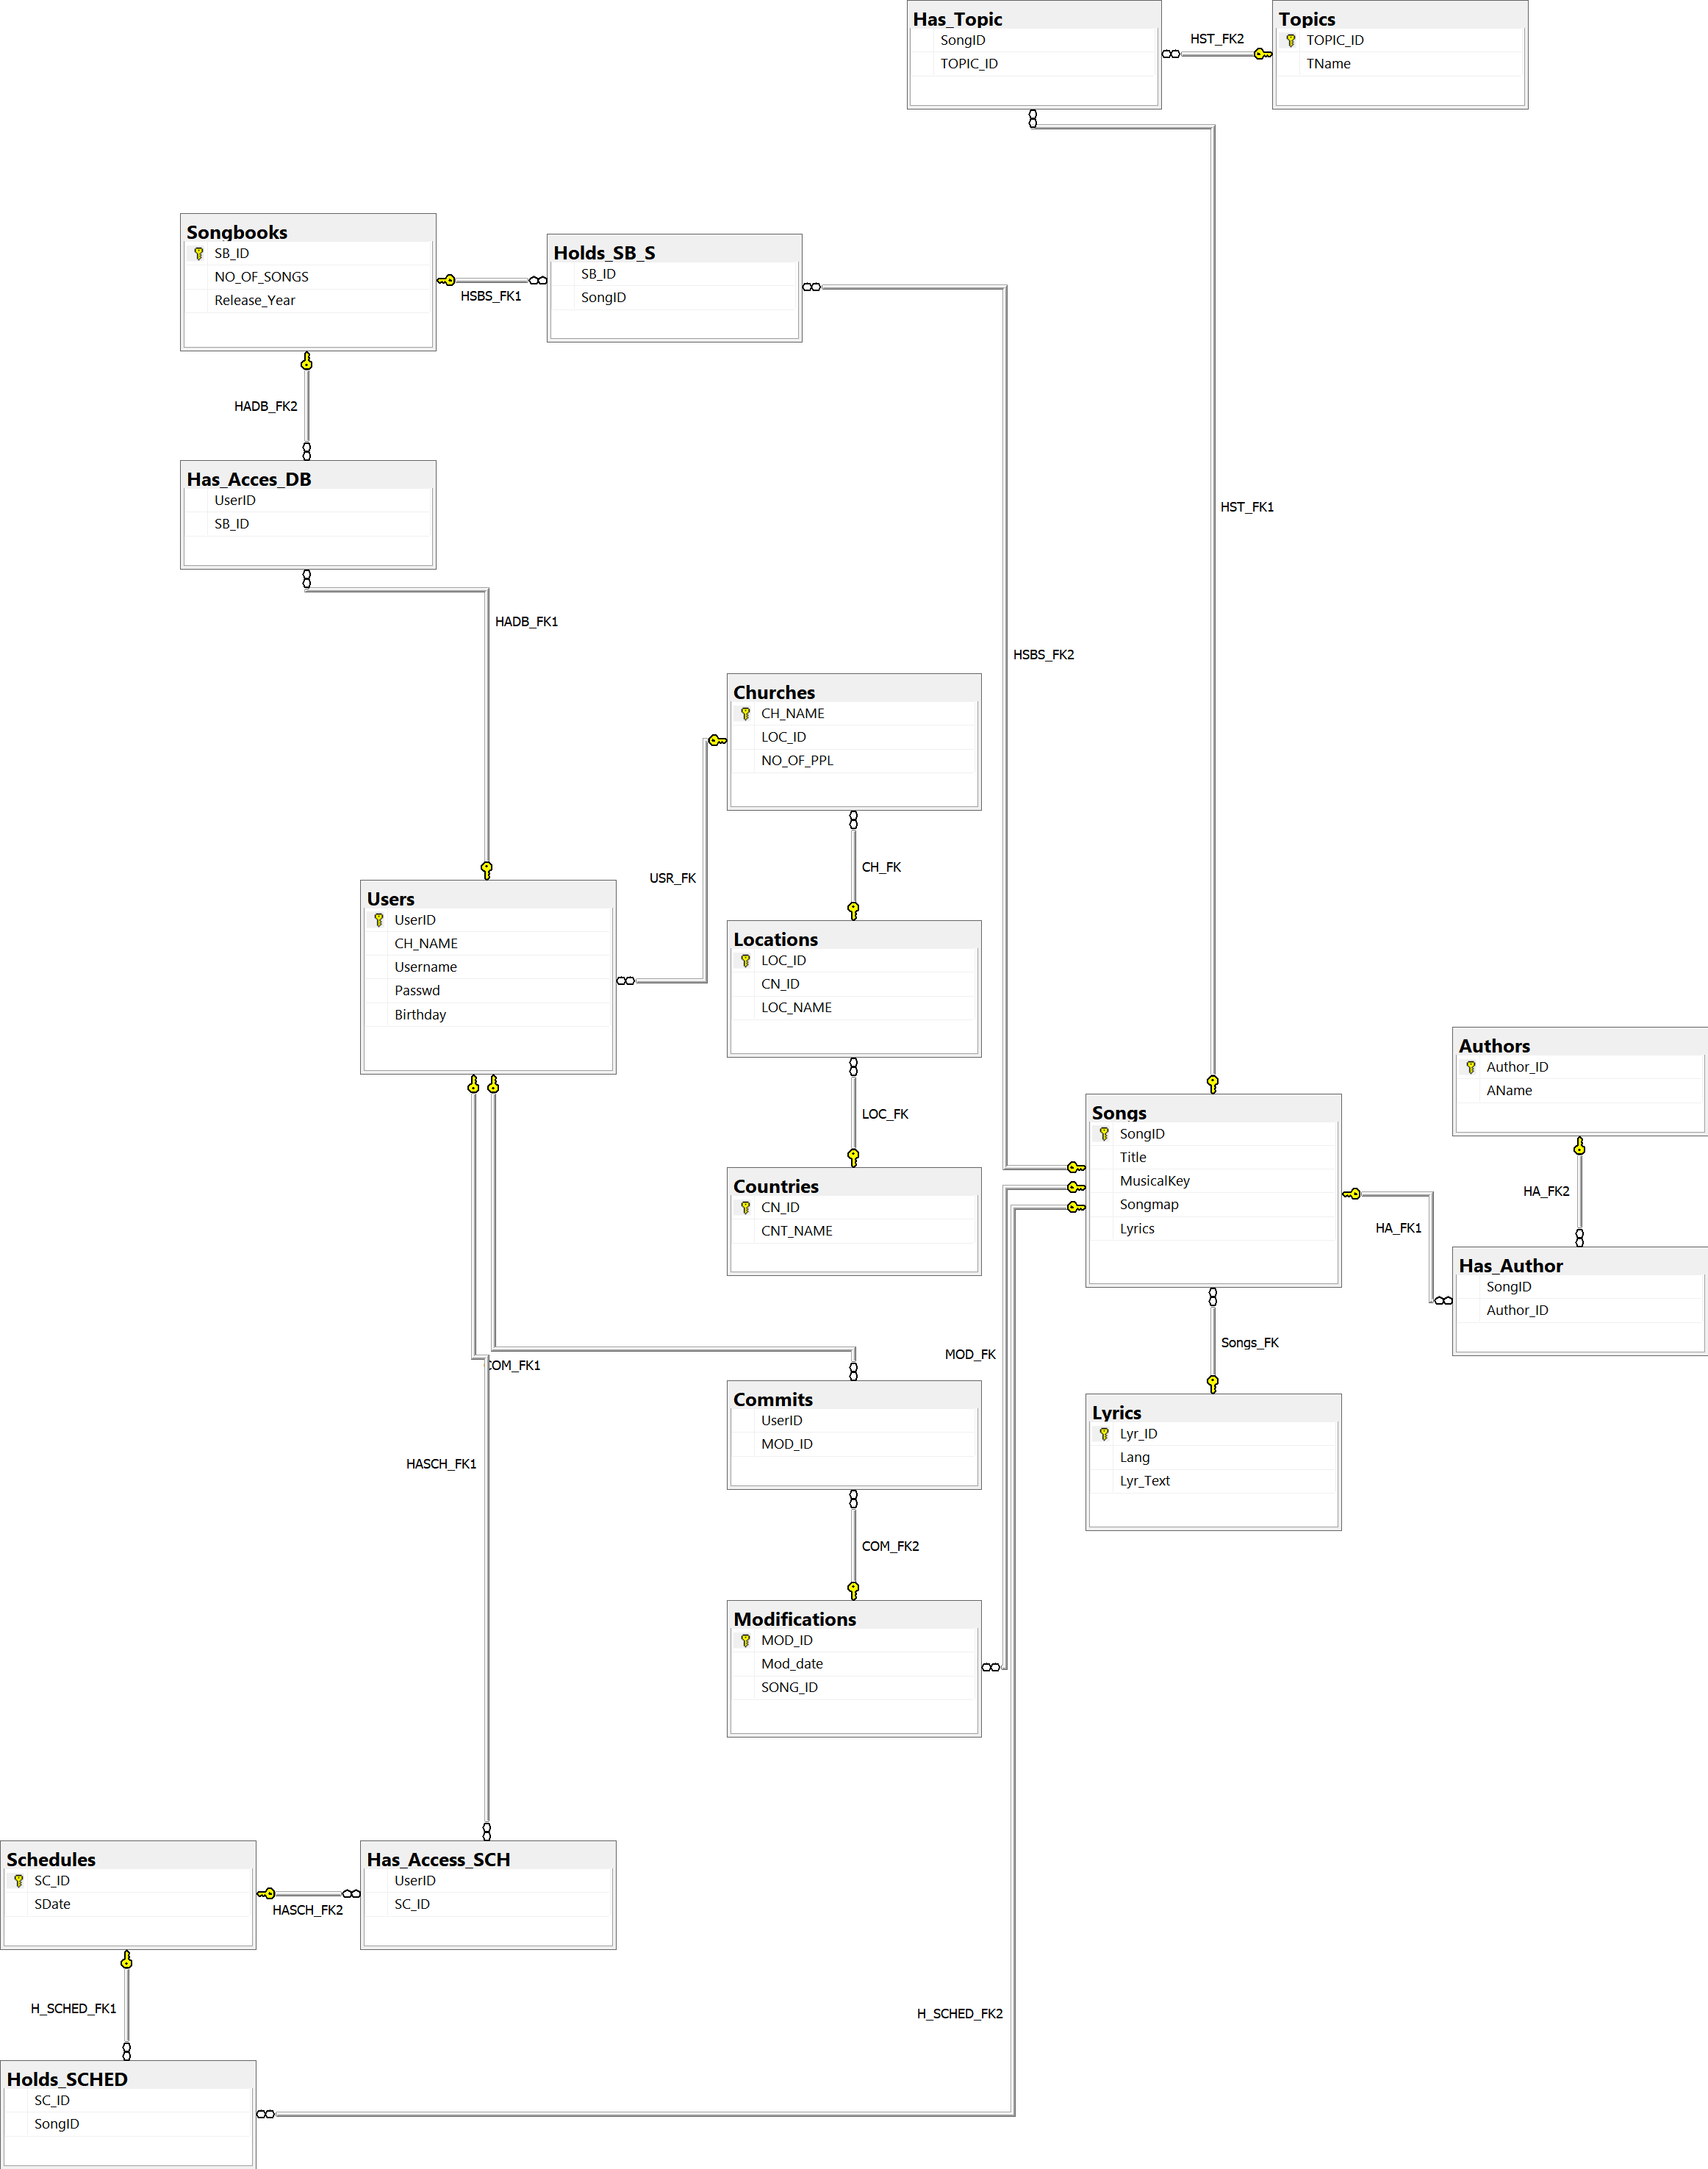 Has_Topic
SongID
TOPIC_ID
HST_FK2
Topics
TOPIC_ID
TName
Songbooks
SB_ID
NO_OF_SONGS
Release_Year
HSBS_FK1
Holds_SB_S
SB_ID
SongID
HADB_FK2
Has_Acces_DB
UserID
SB_ID
HST_FK1
HADB_FK1
HSBS_FK2
Churches
CH_NAME
LOC_ID
NO_OF_PPL
USR_FK
CH_FK
Users
UserID
CH_NAME
Username
Passwd
Birthday
Locations
LOC_ID
CN_ID
LOC_NAME
LOC_FK
Authors
Author_ID
AName
Songs
SongID
Title
MusicalKey
Songmap
Lyrics
Countries
CN_ID
CNT_NAME
HA_FK2
HA_FK1
Has_Author
SongID
Author_ID
Songs_FK
MOD_FK
COM_FK1
Commits
UserID
MOD_ID
Lyrics
Lyr_ID
Lang
Lyr_Text
HASCH_FK1
COM_FK2
Modifications
MOD_ID
Mod_date
SONG_ID
Schedules
SC_ID
SDate
HASCH_FK2
Has_Access_SCH
UserID
SC_ID
H_SCHED_FK1
H_SCHED_FK2
Holds_SCHED
SC_ID
SongID